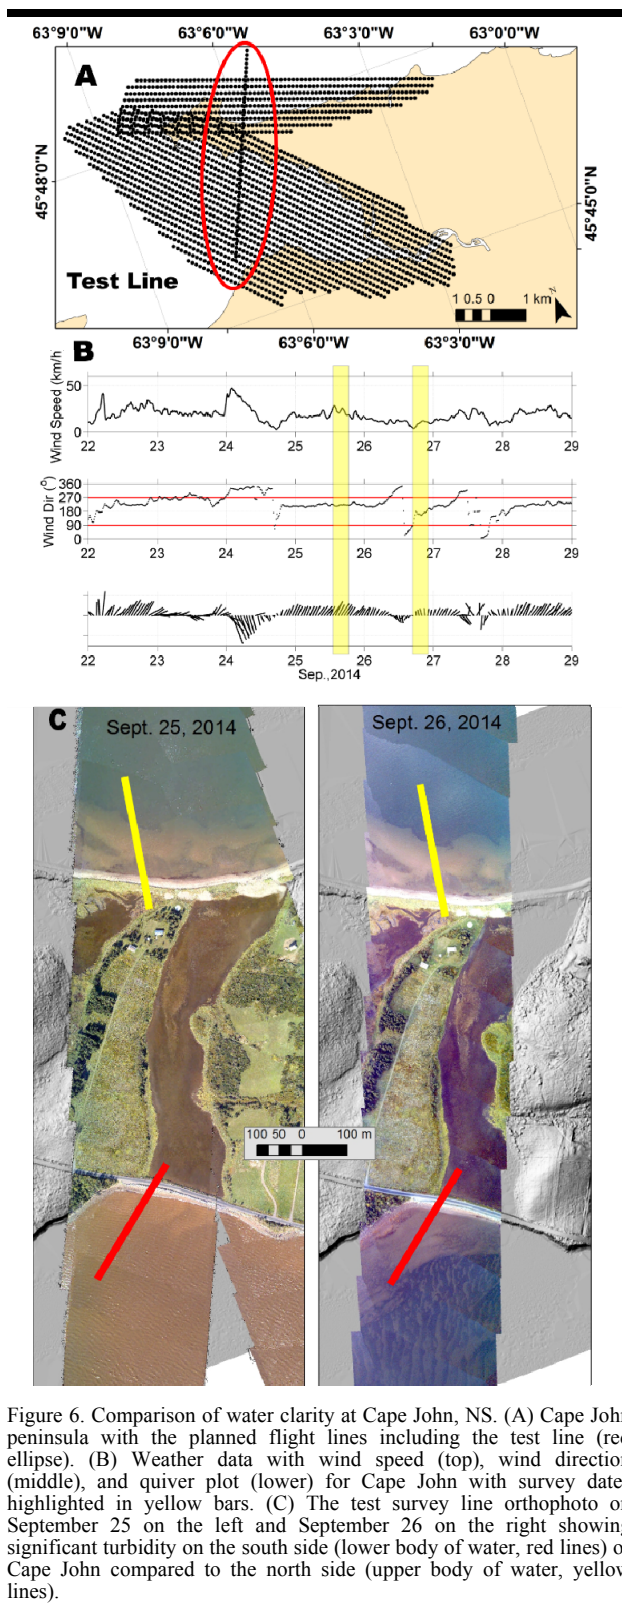 63°9'0"W 63°6'0"W 63°3'0"W 63°0'0"W
A
45°48'0"N
45°45'0"N
Test Line
1 0.5 0 1 km
N
63°9'0"W 63°6'0"W 63°3'0"W
B
Wind Speed (km/h
50
0
22 23 24 25 26 27 28 29
Wind Dir (°)
360
270
180
90
0
22 23 24 25 26 27 28 29
22 23 24 25 26 27 28 29
Sep.,2014
C
Sept. 25, 2014
Sept. 26, 2014
100 50 0 100 m
Figure 6. Comparison of water clarity at Cape John, NS. (A) Cape John
peninsula with the planned flight lines including the test line (red
ellipse). (B) Weather data with wind speed (top), wind direction
(middle), and quiver plot (lower) for Cape John with survey date
highlighted in yellow bars. (C) The test survey line orthophoto on
September 25 on the left and September 26 on the right showing
significant turbidity on the south side (lower body of water, red lines) o
Cape John compared to the north side (upper body of water, yellow
lines).